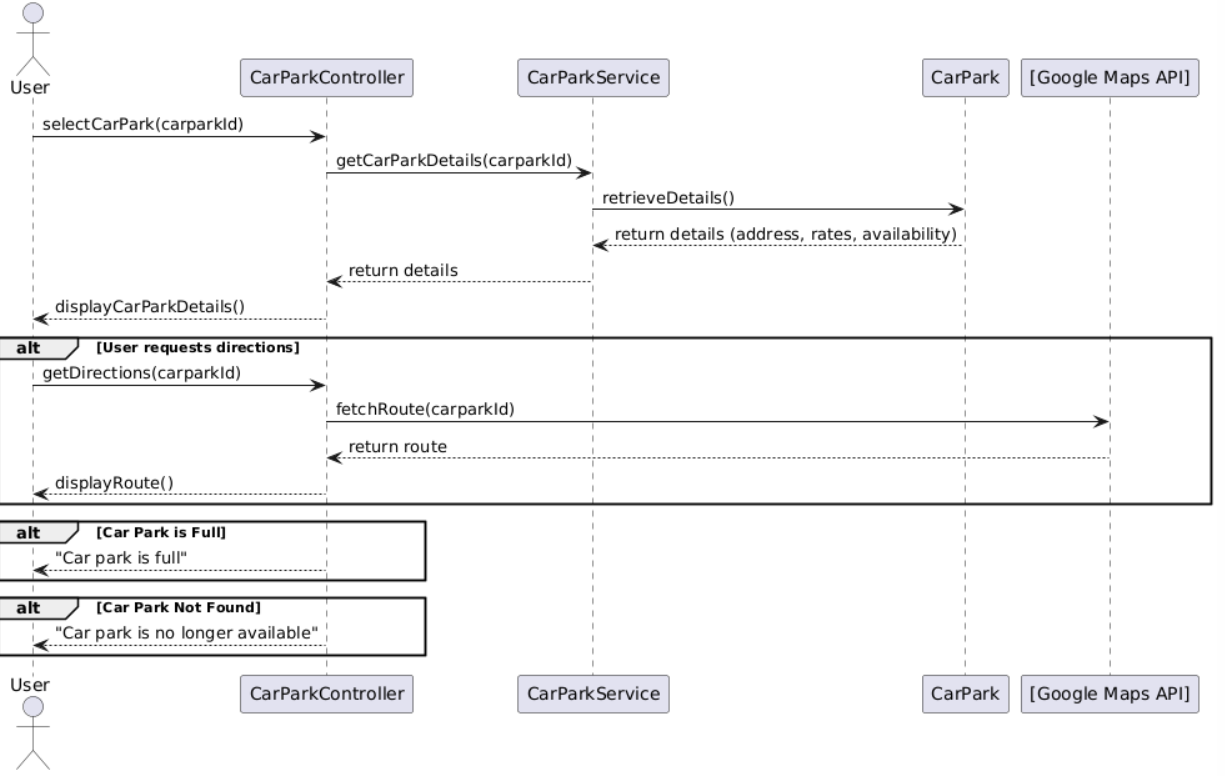 User
CarParkController
CarParkService
CarPark
[Google Maps API]
selectCarPark(carparkId)
getCarParkDetails(carparkId)
retrieveDetails()
return details (address, rates, availability)
return details
displayCarParkDetails()
alt [User requests directions]
getDirections(carparkId)
fetchRoute(carparkId)
return route
displayRoute()
alt [Car Park is Full]
"Car park is full"
alt [Car Park Not Found]
"Car park is no longer available"
User
CarParkController
CarParkService
CarPark
[Google Maps API]